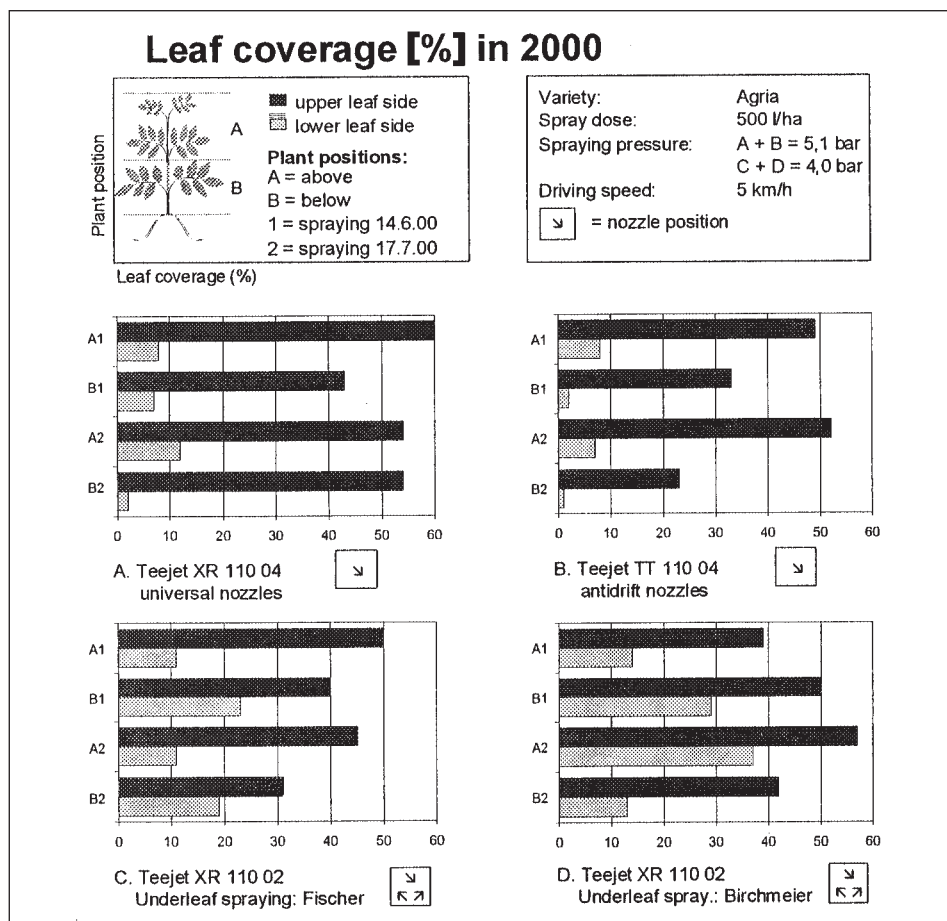 Leaf coverage [%] in 2000
Plant position
A
B
upper leaf side
lower leaf side
Plant positions:
A = above
B = below
1 = spraying 14.6.00
2 = spraying 17.7.00
Variety: Agria
Spray dose: 500 l/ha
Spraying pressure: A + B = 5,1 bar
C + D = 4,0 bar
Driving speed: 5 km/h
= nozzle position
Leaf coverage (%)
A1
B1
A2
B2
0 10 20 30 40 50 60
A. Teejet XR 110 04
universal nozzles
A1
B1
A2
B2
0 10 20 30 40 50 60
B. Teejet TT 110 04
antidrift nozzles
A1
B1
A2
B2
0 10 20 30 40 50 60
C. Teejet XR 110 02
Underleaf spraying: Fischer
A1
B1
A2
B2
0 10 20 30 40 50 60
D. Teejet XR 110 02
Underleaf spray.: Birchmeier